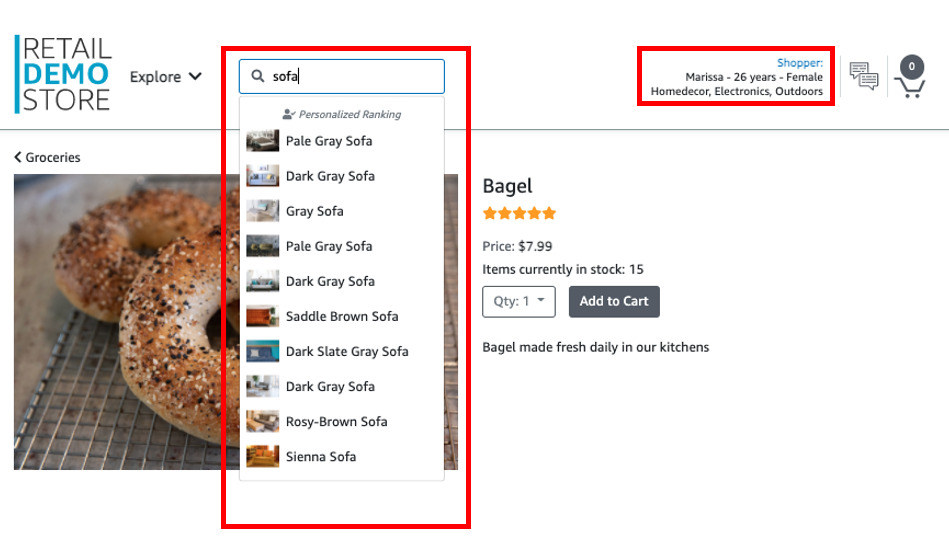 RETAIL
DEMO
STORE
Explore
sofa
Shopper:
Marissa - 26 years - Female
Homedecor, Electronics, Outdoors
0
Personalized Ranking
Pale Gray Sofa
Dark Gray Sofa
Gray Sofa
Pale Gray Sofa
Dark Gray Sofa
Saddle Brown Sofa
Dark Slate Gray Sofa
Dark Gray Sofa
Rosy-Brown Sofa
Sienna Sofa
Groceries
Bagel
Price: $7.99
Items currently in stock: 15
Qty: 1
Add to Cart
Bagel made fresh daily in our kitchens